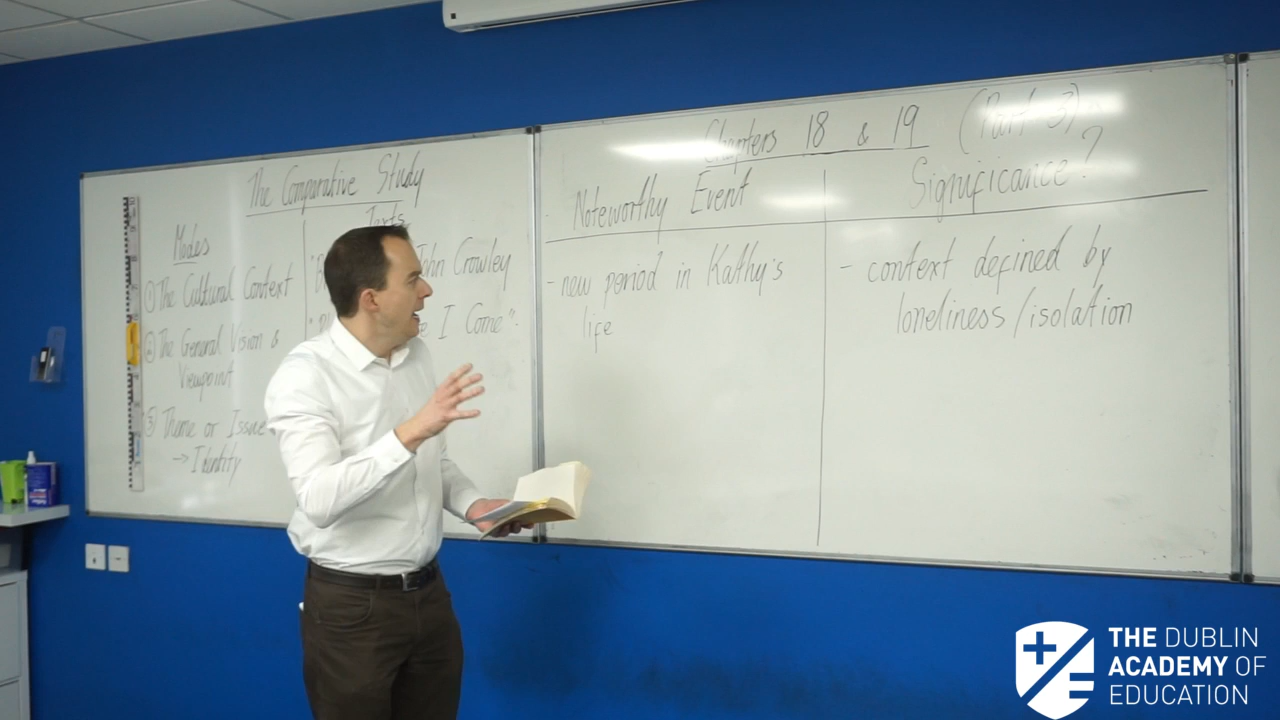 The Comparative Study
Modes
Texts
① The Cultural Context
② The General Vision &
Viewpoint
③ Theme or Issue
→ Identity
John Crowley
I Come"
Chapters 18 & 19 (Part 3)
Noteworthy Event
Significance?
- new period in Kathy's
life
- context defined by
loneliness/isolation
THE DUBLIN
ACADEMY OF
EDUCATION